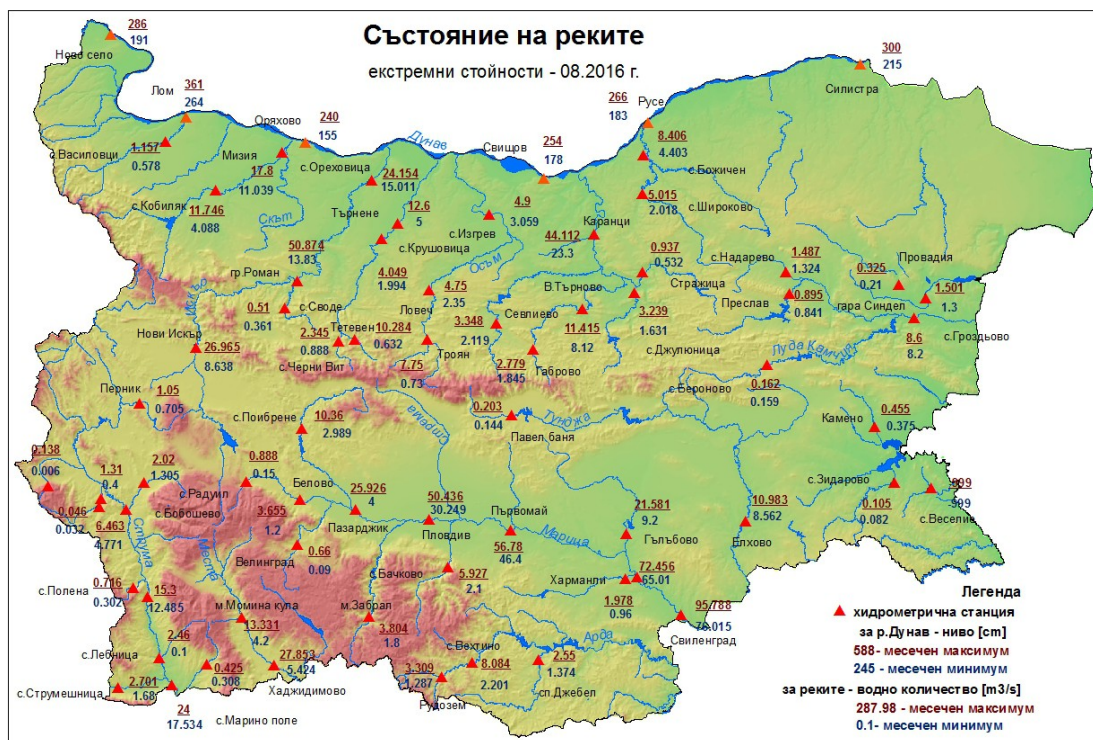 Състояние на реките
екстремни стойности - 08.2016 г.
286
191
Ново село
Лом
361
264
с.Василовци
1.157
0.578
Оряхово
240
155
Мизия
17.8
11.039
с.Кобиляк
11.746
4.088
Скът
с.Ореховица
24.154
15.011
Дунав
Свищов
254
178
266
183
Русе
8.406
4.403
с.Божичен
5.015
2.018
с.Широково
300
215
Силистра
Търнене
12.6
5
с.Крушовица
4.9
3.059
с.Изгрев
Каранци
44.112
23.3
0.937
0.532
Стражица
с.Надарево
1.487
1.324
Провадия
0.325
0.21
1.501
1.3
гара Синдел
Преслав
0.895
0.841
8.6
8.2
с.Гроздьово
50.874
13.83
гр.Роман
Искър
4.049
1.994
Осъм
4.75
2.35
Ловеч
В.Търново
3.239
1.631
с.Джулюница
0.51
0.361
с.Своде
2.345
0.888
Тетевен
10.284
0.632
с.Черни Вит
3.348
2.119
Севлиево
11.415
8.12
7.75
0.73
Троян
2.779
1.845
Габрово
Нови Искър
26.965
8.638
Луда Камчия
с.Бероново
0.162
0.159
Перник
1.05
0.705
с.Поибрене
10.36
2.989
Стряма
0.203
0.144
Павел баня
Тунджа
Камено
0.455
0.375
0.138
0.006
1.31
0.4
2.02
1.305
с.Радуил
0.888
0.15
Белово
0.046
0.032
6.463
4.771
с.Бобошево
3.655
1.2
25.926
4
Пазарджик
50.436
30.249
Пловдив
Първомай
56.78
46.4
Марица
21.581
9.2
Гълъбово
10.983
8.562
Елхово
с.Зидарово
0.105
0.082
599
с.Веселие
Струма
Места
Велинград
0.66
0.09
с.Бачково
5.927
2.1
Харманли
72.456
65.01
1.978
0.96
95.788
79.015
Свиленград
0.716
с.Полена
0.302
15.3
12.485
м.Момина кула
13.331
4.2
м.Забрал
3.804
1.8
с.Лебница
2.46
0.1
0.425
0.308
27.853
5.424
Хаджидимово
с.Струмешница
2.701
1.68
24
17.534
с.Марино поле
3.309
1.287
Рудозем
с.Вехтино
8.084
2.201
Арда
2.55
1.374
сп.Джебел
Легенда
хидрометрична станция
за р.Дунав - ниво [cm]
588- месечен максимум
245 - месечен минимум
за реките - водно количество [m3/s]
287.98 - месечен максимум
0.1- месечен минимум